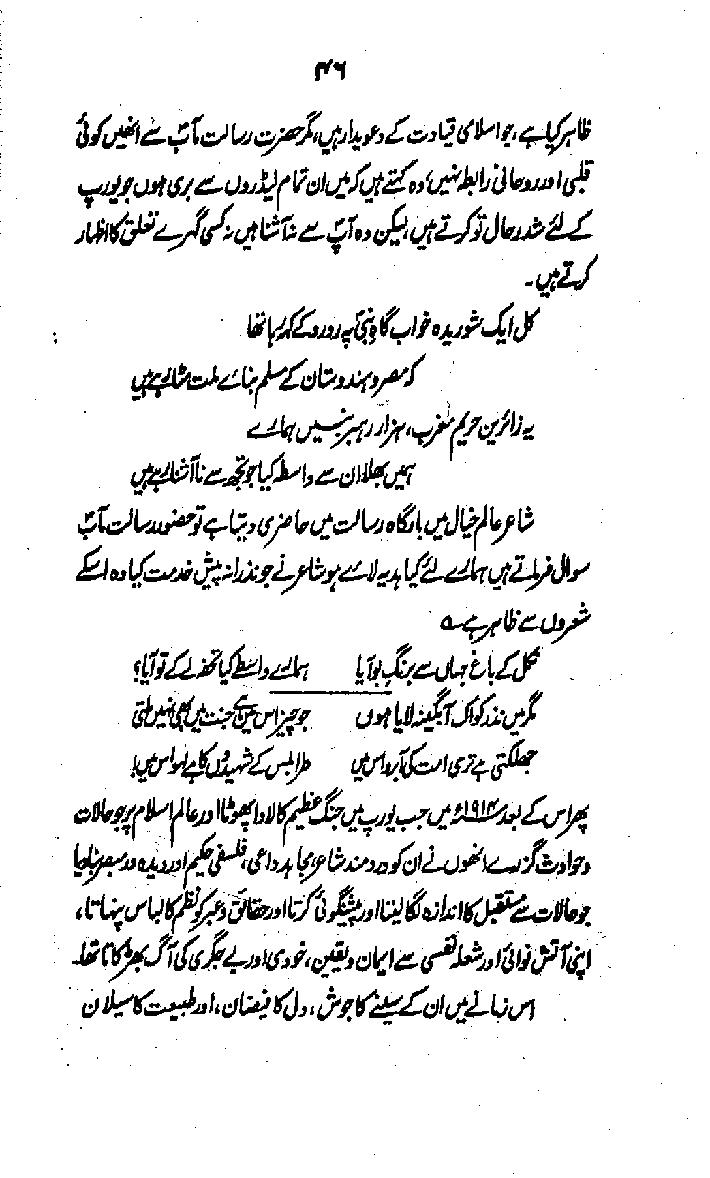 ۴۶
ظاہر کیا ہے، جو اسلامی قیادت کے دعویدار ہیں، مگر حضرت رسالت مآبؐ سے انھیں کوئی
قلبی اور روحانی رابطہ نہیں، وہ کہتے ہیں کہ میں ان تمام لیڈروں سے بری ہوں جو یورپ
کے لئے شدر حال تو کرتے ہیں، لیکن وہ آپؐ سے نہ آشنا ہیں نہ کسی گہرے تعلق کا اظہار
کرتے ہیں۔
کل ایک شوریدہ خواب گاہِ نبیؐ پہ رو رو کے کہہ رہا تھا
کہ مصر و ہندوستان کے مسلم بنائے ملت مٹا رہے ہیں
یہ زائرین حریم مغرب، ہزار رہبر بنیں ہمارے
ہمیں بھلا ان سے واسطہ کیا جو تجھ سے ناآشنا رہے ہیں
شاعر عالم خیال میں بارگاہ رسالت میں حاضری دیتا ہے تو حضور رسالت مآبؐ
سوال فرماتے ہیں ہمارے لئے کیا ہدیہ لائے ہو شاعر نے جو نذرانہ پیش خدمت کیا وہ اسکے
شعروں سے ظاہر ہے ؎
نکل کے باغ جہاں سے برنگِ بو آیا ہمارے واسطے کیا تحفہ لے کے تو آیا؟
مگر میں نذر کو اک آبگینہ لایا ہوں جو چیز اس میں ہے جنت میں بھی نہیں ملتی
جھلکتی ہے تری امت کی آبرو اس میں طرابلس کے شہیدوں کا ہے لہو اس میں!
پھر اس کے بعد ۱۹۱۴ء میں جب یورپ میں جنگ عظیم کا لاوا پھوٹا اور عالم اسلام پر جو حالات
و حوادث گزرے انھوں نے ان کو درد مند شاعر، مجاہد داعی، فلسفی حکیم اور دیدہ ور مبصر بنا دیا
جو حالات سے مستقبل کا اندازہ لگا لیتا اور پیشگوئی کرتا اور حقائق و عبر کو نظم کا لباس پہناتا،
اپنی آتش نوائی اور شعلہ نفسی سے ایمان و یقین، خودی اور بے جگری کی آگ بھڑکاتا تھا۔
اس زمانے میں ان کے سینے کا جوش، دل کا فیضان، اور طبیعت کا سیلان